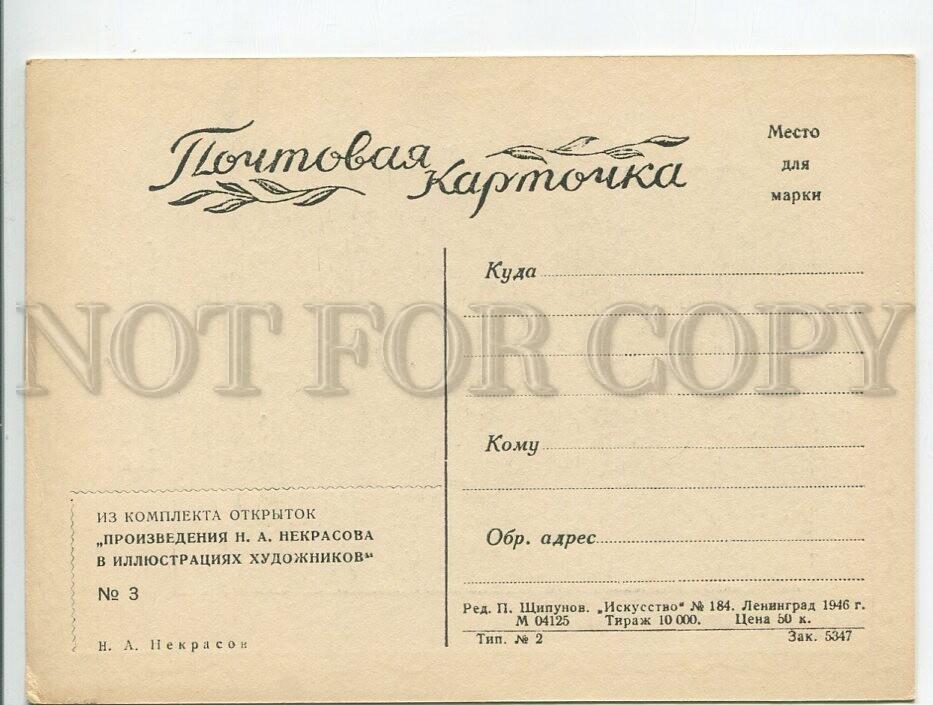 Почтовая
Карточка
Место
для
марки
Куда
NOT FOR COPY
Кому
Обр. адрес
ИЗ КОМПЛЕКТА ОТКРЫТОК
„ПРОИЗВЕДЕНИЯ Н. А. НЕКРАСОВА
В ИЛЛЮСТРАЦИЯХ ХУДОЖНИКОВ“
№ 3
Н. А. Некрасов
Ред. П. Щипунов. „Искусство“ № 184. Ленинград 1946 г.
М 04125 Тираж 10 000. Цена 50 к.
Тип. № 2 Зак. 5347